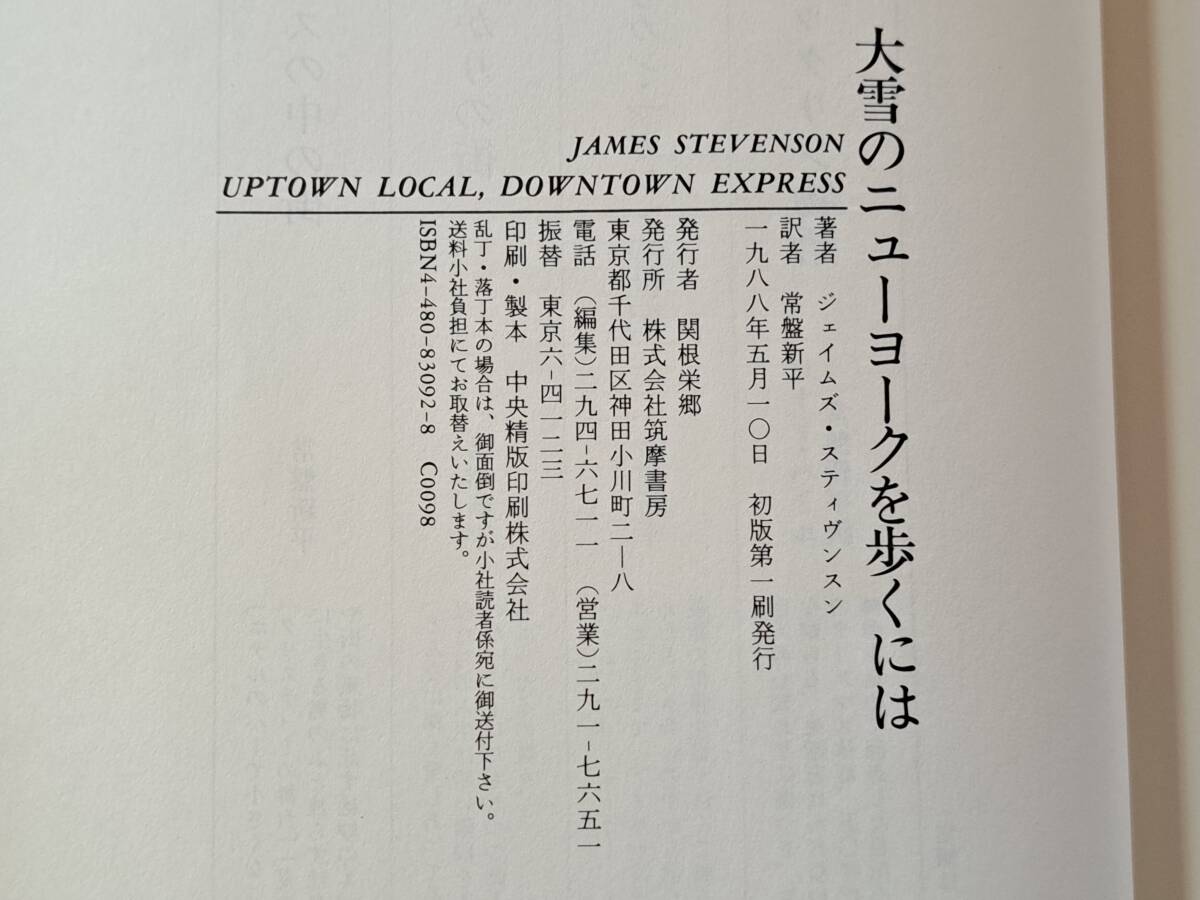 大雪のニューヨークを歩くには
JAMES STEVENSON
UPTOWN LOCAL, DOWNTOWN EXPRESS
著者 ジェイムズ・スティヴンスン
訳者 常盤新平
一九八八年五月一〇日 初版第一刷発行
発行者 関根栄郷
発行所 株式会社筑摩書房
東京都千代田区神田小川町二―八
電話 (編集)二九四-六七一一 (営業)二九一-七六五一
振替 東京六-四一二三
印刷・製本 中央精版印刷株式会社
乱丁・落丁本の場合は、御面倒ですが小社読者係宛に御送付下さい。
送料小社負担にてお取替えいたします。
ISBN4-480-83092-8 C0098